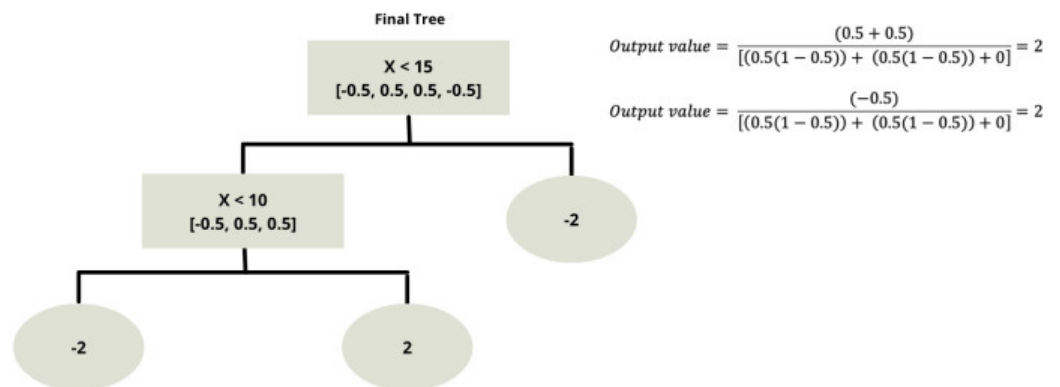 Final Tree
X < 15
[-0.5, 0.5, 0.5, -0.5]
Output value = (0.5 + 0.5) / [(0.5(1 − 0.5)) + (0.5(1 − 0.5)) + 0] = 2
Output value = (−0.5) / [(0.5(1 − 0.5)) + (0.5(1 − 0.5)) + 0] = 2
X < 10
[-0.5, 0.5, 0.5]
-2
-2
2